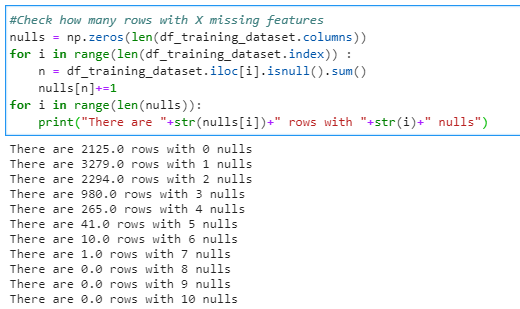 #Check how many rows with X missing features
nulls = np.zeros(len(df_training_dataset.columns))
for i in range(len(df_training_dataset.index)) :
    n = df_training_dataset.iloc[i].isnull().sum()
    nulls[n]+=1
for i in range(len(nulls)):
    print("There are "+str(nulls[i])+" rows with "+str(i)+" nulls")
There are 2125.0 rows with 0 nulls
There are 3279.0 rows with 1 nulls
There are 2294.0 rows with 2 nulls
There are 980.0 rows with 3 nulls
There are 265.0 rows with 4 nulls
There are 41.0 rows with 5 nulls
There are 10.0 rows with 6 nulls
There are 1.0 rows with 7 nulls
There are 0.0 rows with 8 nulls
There are 0.0 rows with 9 nulls
There are 0.0 rows with 10 nulls